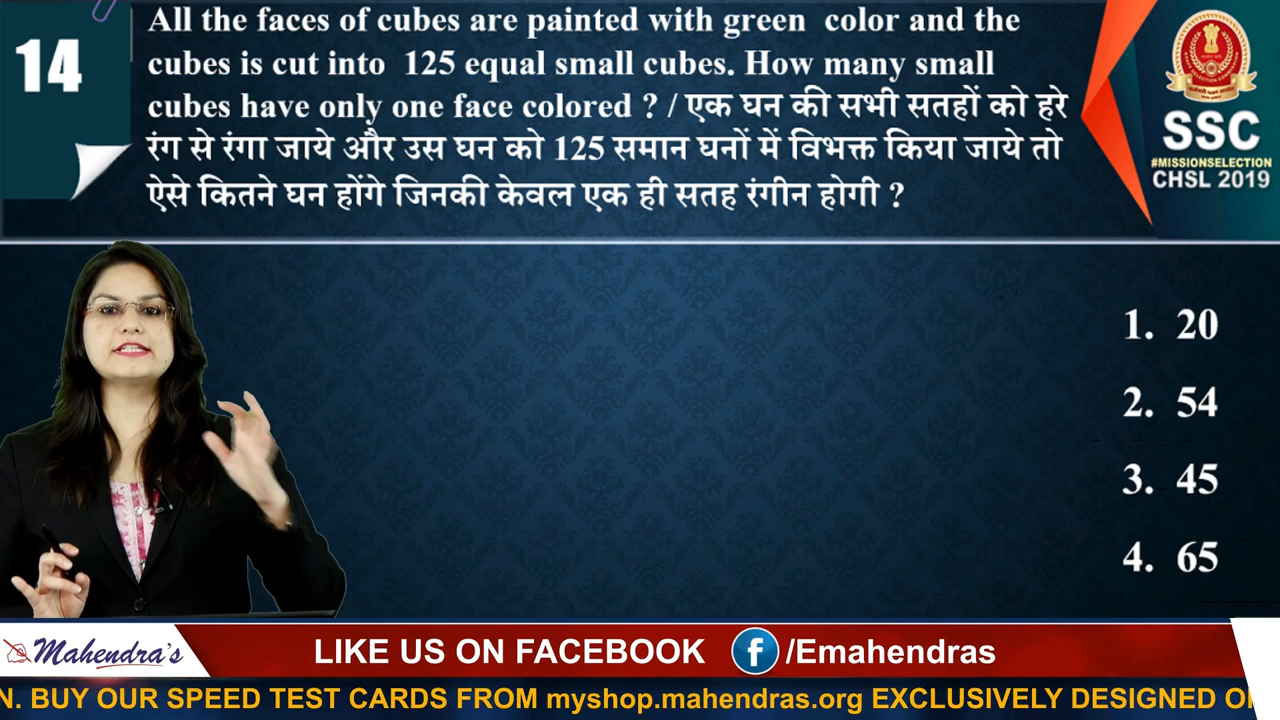 14
All the faces of cubes are painted with green color and the
cubes is cut into 125 equal small cubes. How many small
cubes have only one face colored ? / एक घन की सभी सतहों को हरे
रंग से रंगा जाये और उस घन को 125 समान घनों में विभक्त किया जाये तो
ऐसे कितने घन होंगे जिनकी केवल एक ही सतह रंगीन होगी ?
SSC
#MISSIONSELECTION
CHSL 2019
1. 20
2. 54
3. 45
4. 65
Mahendra's
LIKE US ON FACEBOOK f /Emahendras
N. BUY OUR SPEED TEST CARDS FROM myshop.mahendras.org EXCLUSIVELY DESIGNED